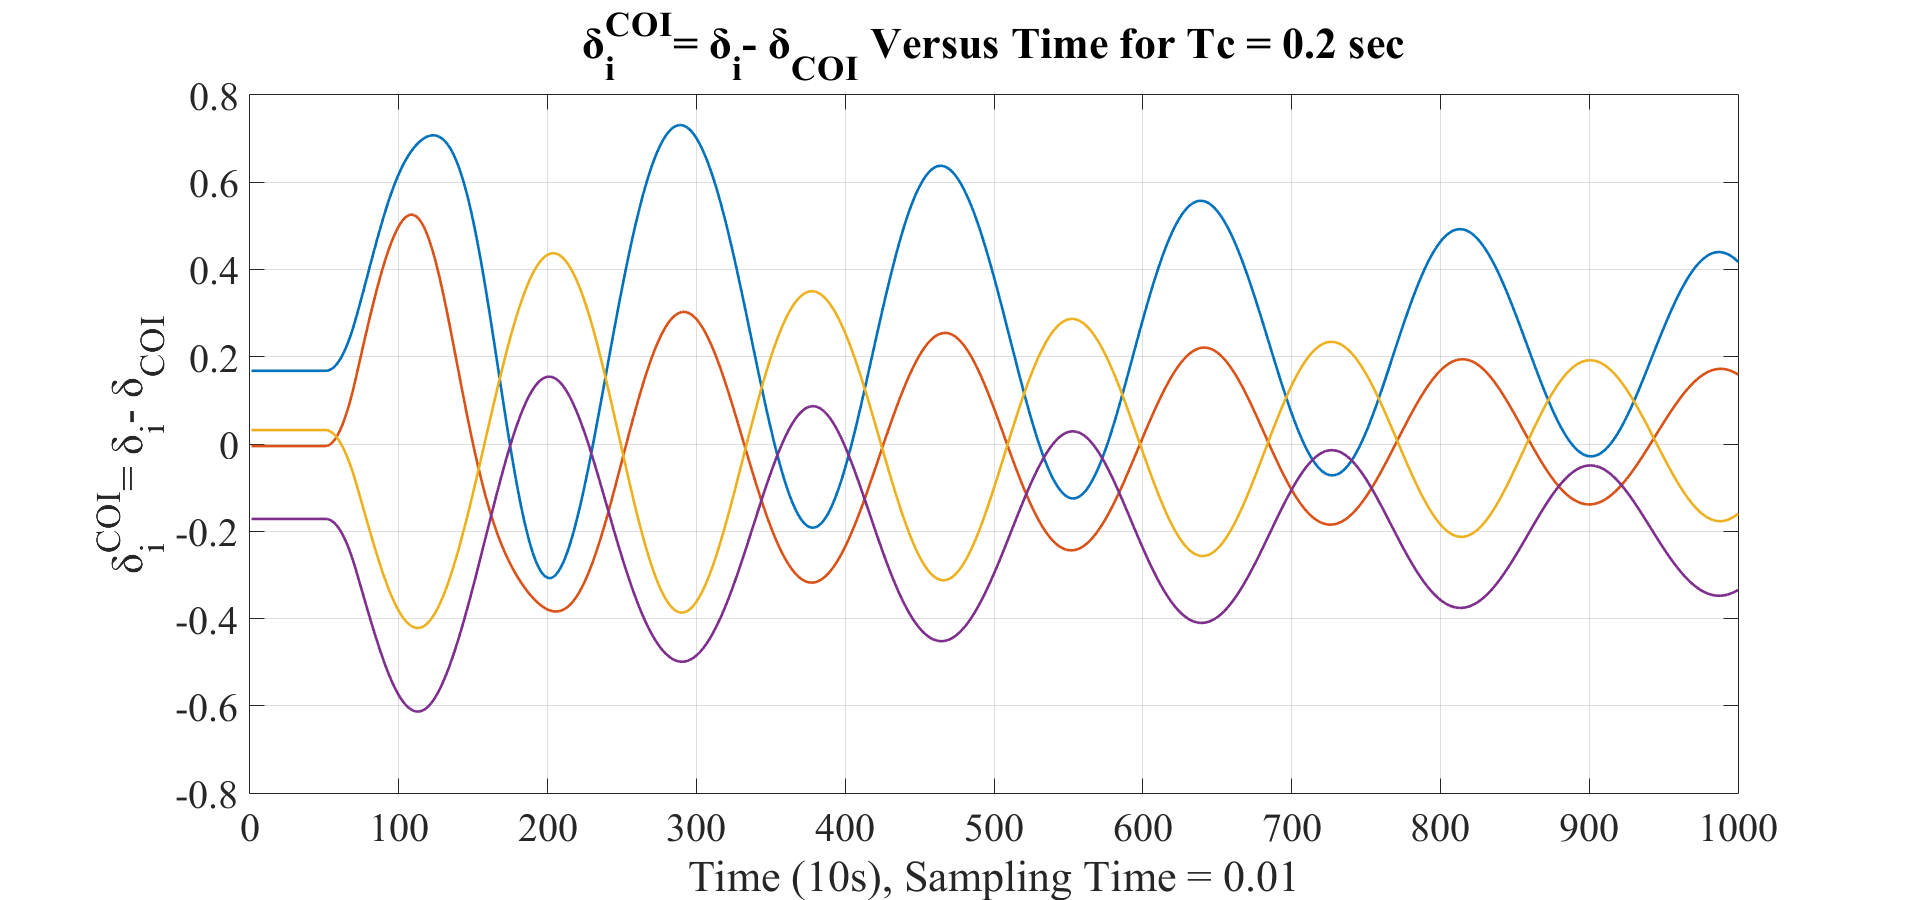 δ_i^COI= δ_i- δ_COI Versus Time for Tc = 0.2 sec
δ_i^COI= δ_i- δ_COI
0.8
0.6
0.4
0.2
0
-0.2
-0.4
-0.6
-0.8
0 100 200 300 400 500 600 700 800 900 1000
Time (10s), Sampling Time = 0.01